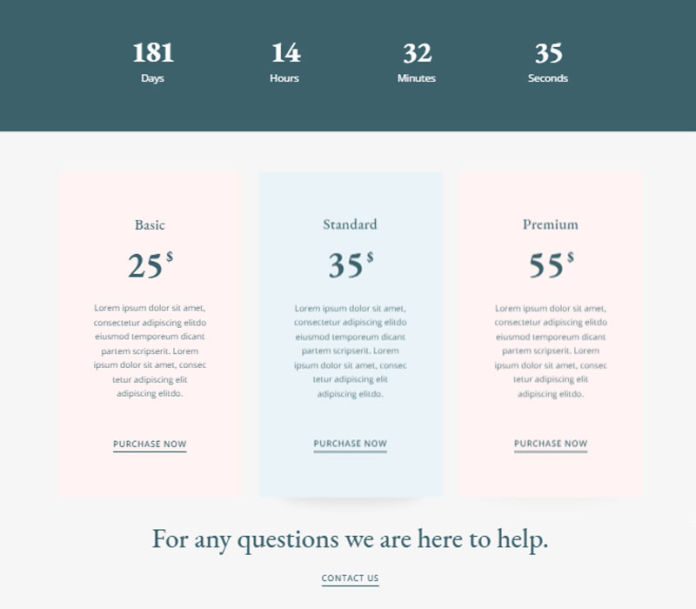 181 14 32 35
Days Hours Minutes Seconds
Basic
25$
Lorem ipsum dolor sit amet,
consectetur adipiscing elitdo
eiusmod temporeum dicant
partem scripserit. Lorem
ipsum dolor sit amet, consec
tetur adipiscing elit
adipiscing elitdo.
PURCHASE NOW
Standard
35$
Lorem ipsum dolor sit amet,
consectetur adipiscing elitdo
eiusmod temporeum dicant
partem scripserit. Lorem
ipsum dolor sit amet, consec
tetur adipiscing elit
adipiscing elitdo.
PURCHASE NOW
Premium
55$
Lorem ipsum dolor sit amet,
consectetur adipiscing elitdo
eiusmod temporeum dicant
partem scripserit. Lorem
ipsum dolor sit amet, consec
tetur adipiscing elit
adipiscing elitdo.
PURCHASE NOW
For any questions we are here to help.
CONTACT US